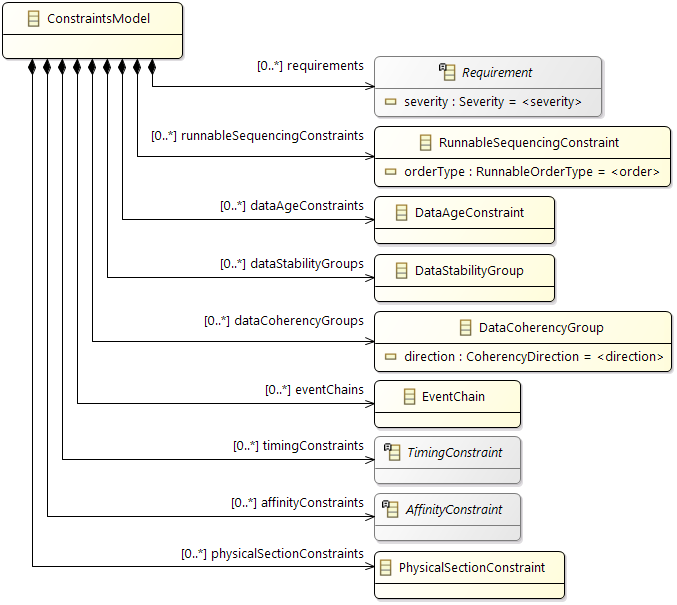 ConstraintsModel
[0..*] requirements
Requirement
severity : Severity = <severity>
[0..*] runnableSequencingConstraints
RunnableSequencingConstraint
orderType : RunnableOrderType = <order>
[0..*] dataAgeConstraints
DataAgeConstraint
[0..*] dataStabilityGroups
DataStabilityGroup
[0..*] dataCoherencyGroups
DataCoherencyGroup
direction : CoherencyDirection = <direction>
[0..*] eventChains
EventChain
[0..*] timingConstraints
TimingConstraint
[0..*] affinityConstraints
AffinityConstraint
[0..*] physicalSectionConstraints
PhysicalSectionConstraint